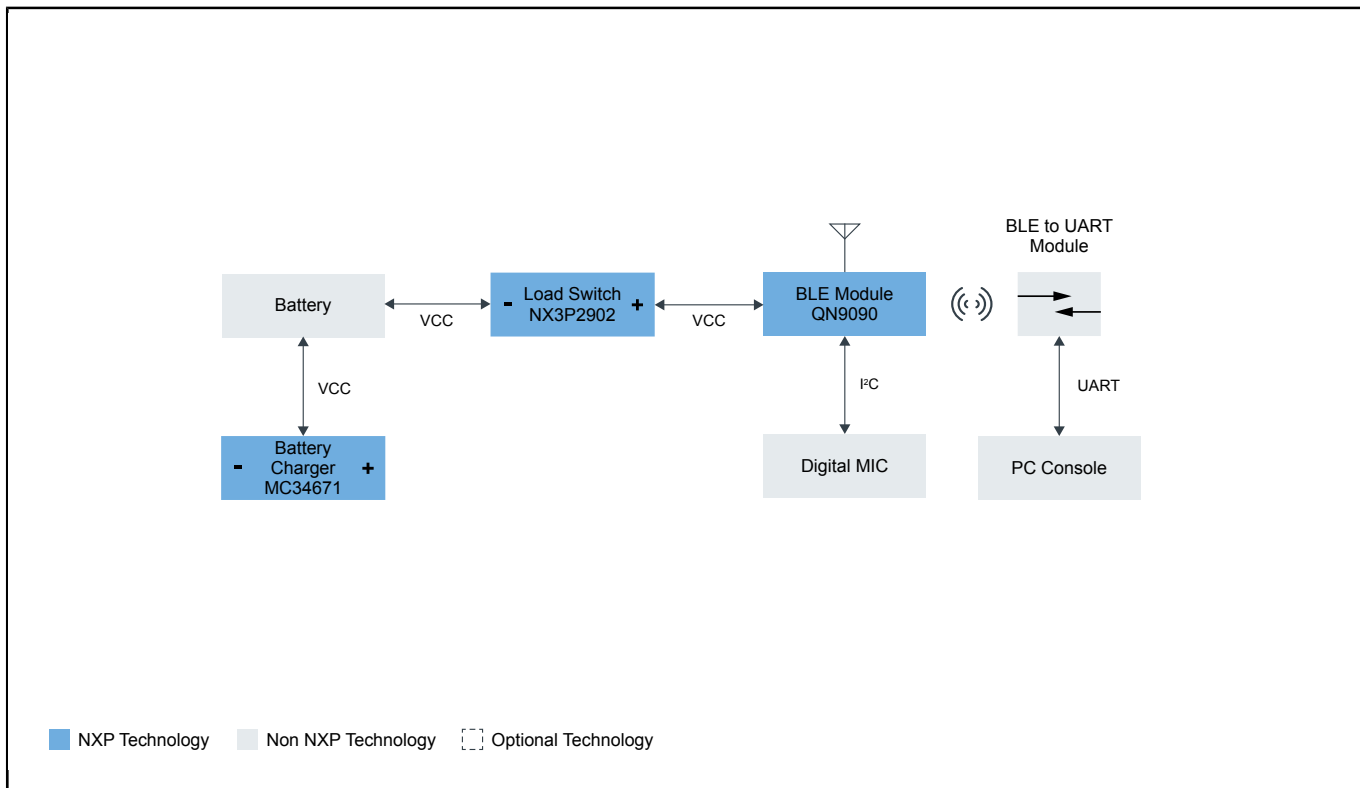 BLE to UART
Module
Battery
VCC
- Load Switch +
NX3P2902
VCC
BLE Module
QN9090
VCC
I²C
UART
Battery
- Charger +
MC34671
Digital MIC
PC Console
NXP Technology
Non NXP Technology
Optional Technology